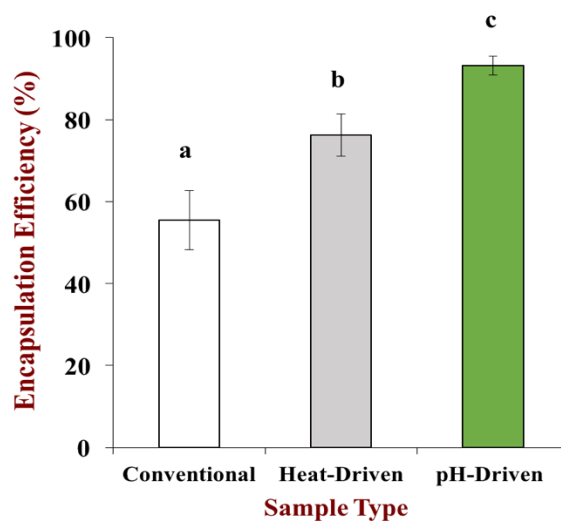 Encapsulation Efficiency (%)
100
80
60
40
20
0
a
b
c
Conventional Heat-Driven pH-Driven
Sample Type